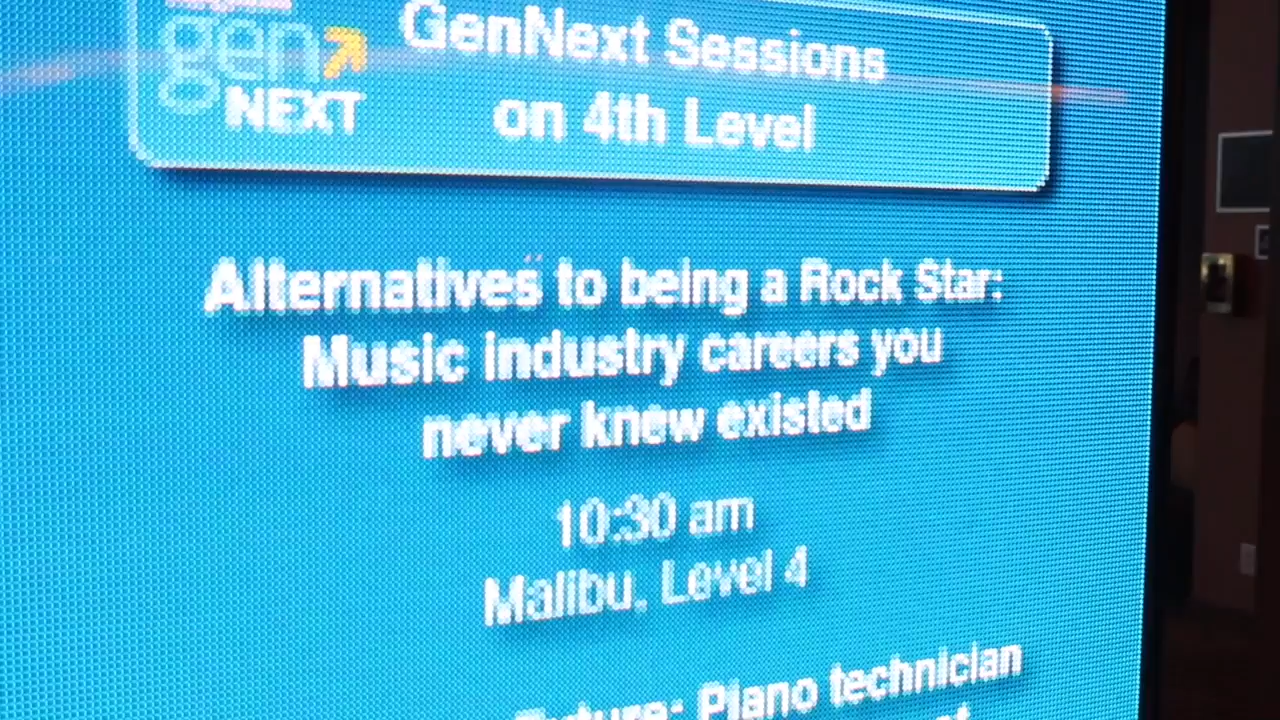 gen
NEXT
GenNext Sessions
on 4th Level
Alternatives to being a Rock Star:
Music industry careers you
never knew existed
10:30 am
Malibu, Level 4
Piano technician